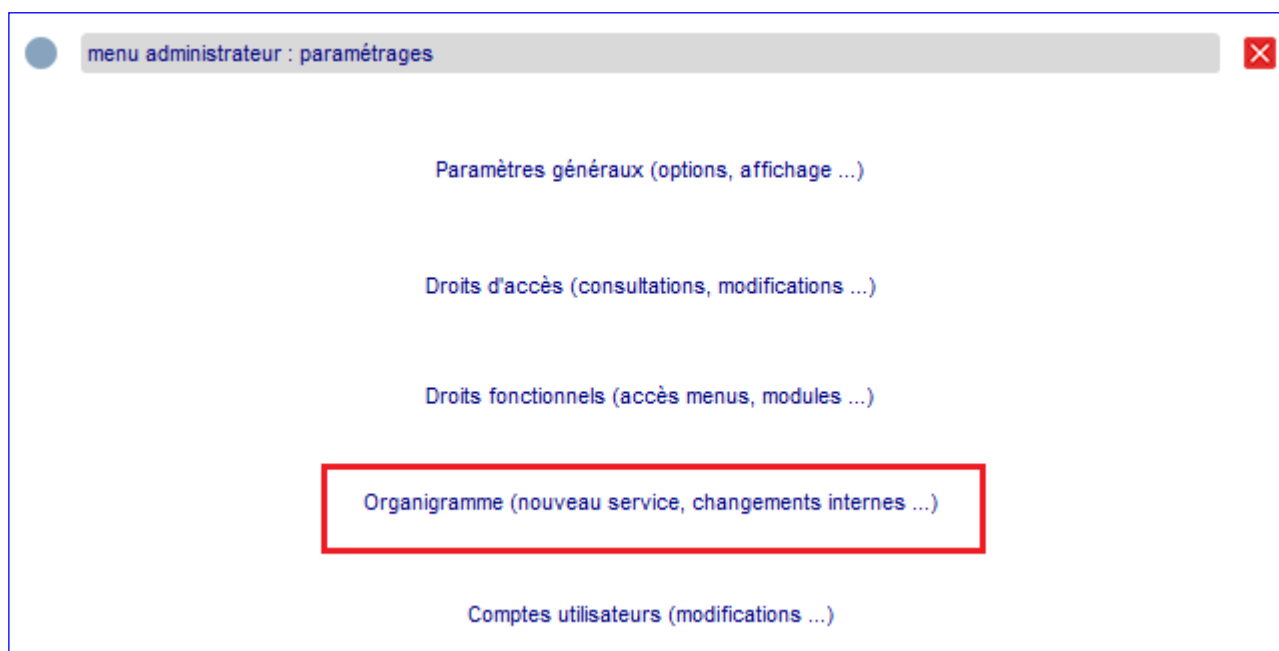 menu administrateur : paramétrages
Paramètres généraux (options, affichage ...)
Droits d'accès (consultations, modifications ...)
Droits fonctionnels (accès menus, modules ...)
Organigramme (nouveau service, changements internes ...)
Comptes utilisateurs (modifications ...)